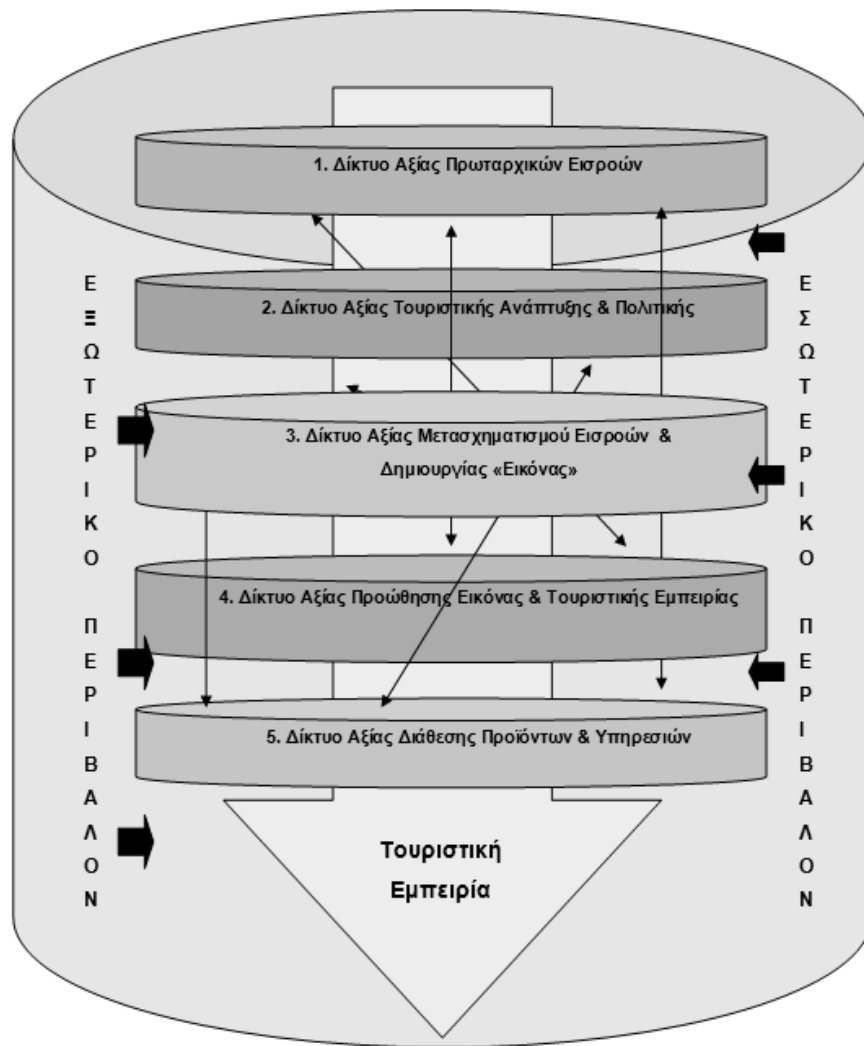 1. Δίκτυο Αξίας Πρωταρχικών Εισροών
2. Δίκτυο Αξίας Τουριστικής Ανάπτυξης & Πολιτικής
3. Δίκτυο Αξίας Μετασχηματισμού Εισροών &
Δημιουργίας «Εικόνας»
4. Δίκτυο Αξίας Προώθησης Εικόνας & Τουριστικής Εμπειρίας
5. Δίκτυο Αξίας Διάθεσης Προϊόντων & Υπηρεσιών
Τουριστική
Εμπειρία
ΕΞΩΤΕΡΙΚΟ ΠΕΡΙΒΑΛΟΝ
ΕΣΩΤΕΡΙΚΟ ΠΕΡΙΒΑΛΟΝ